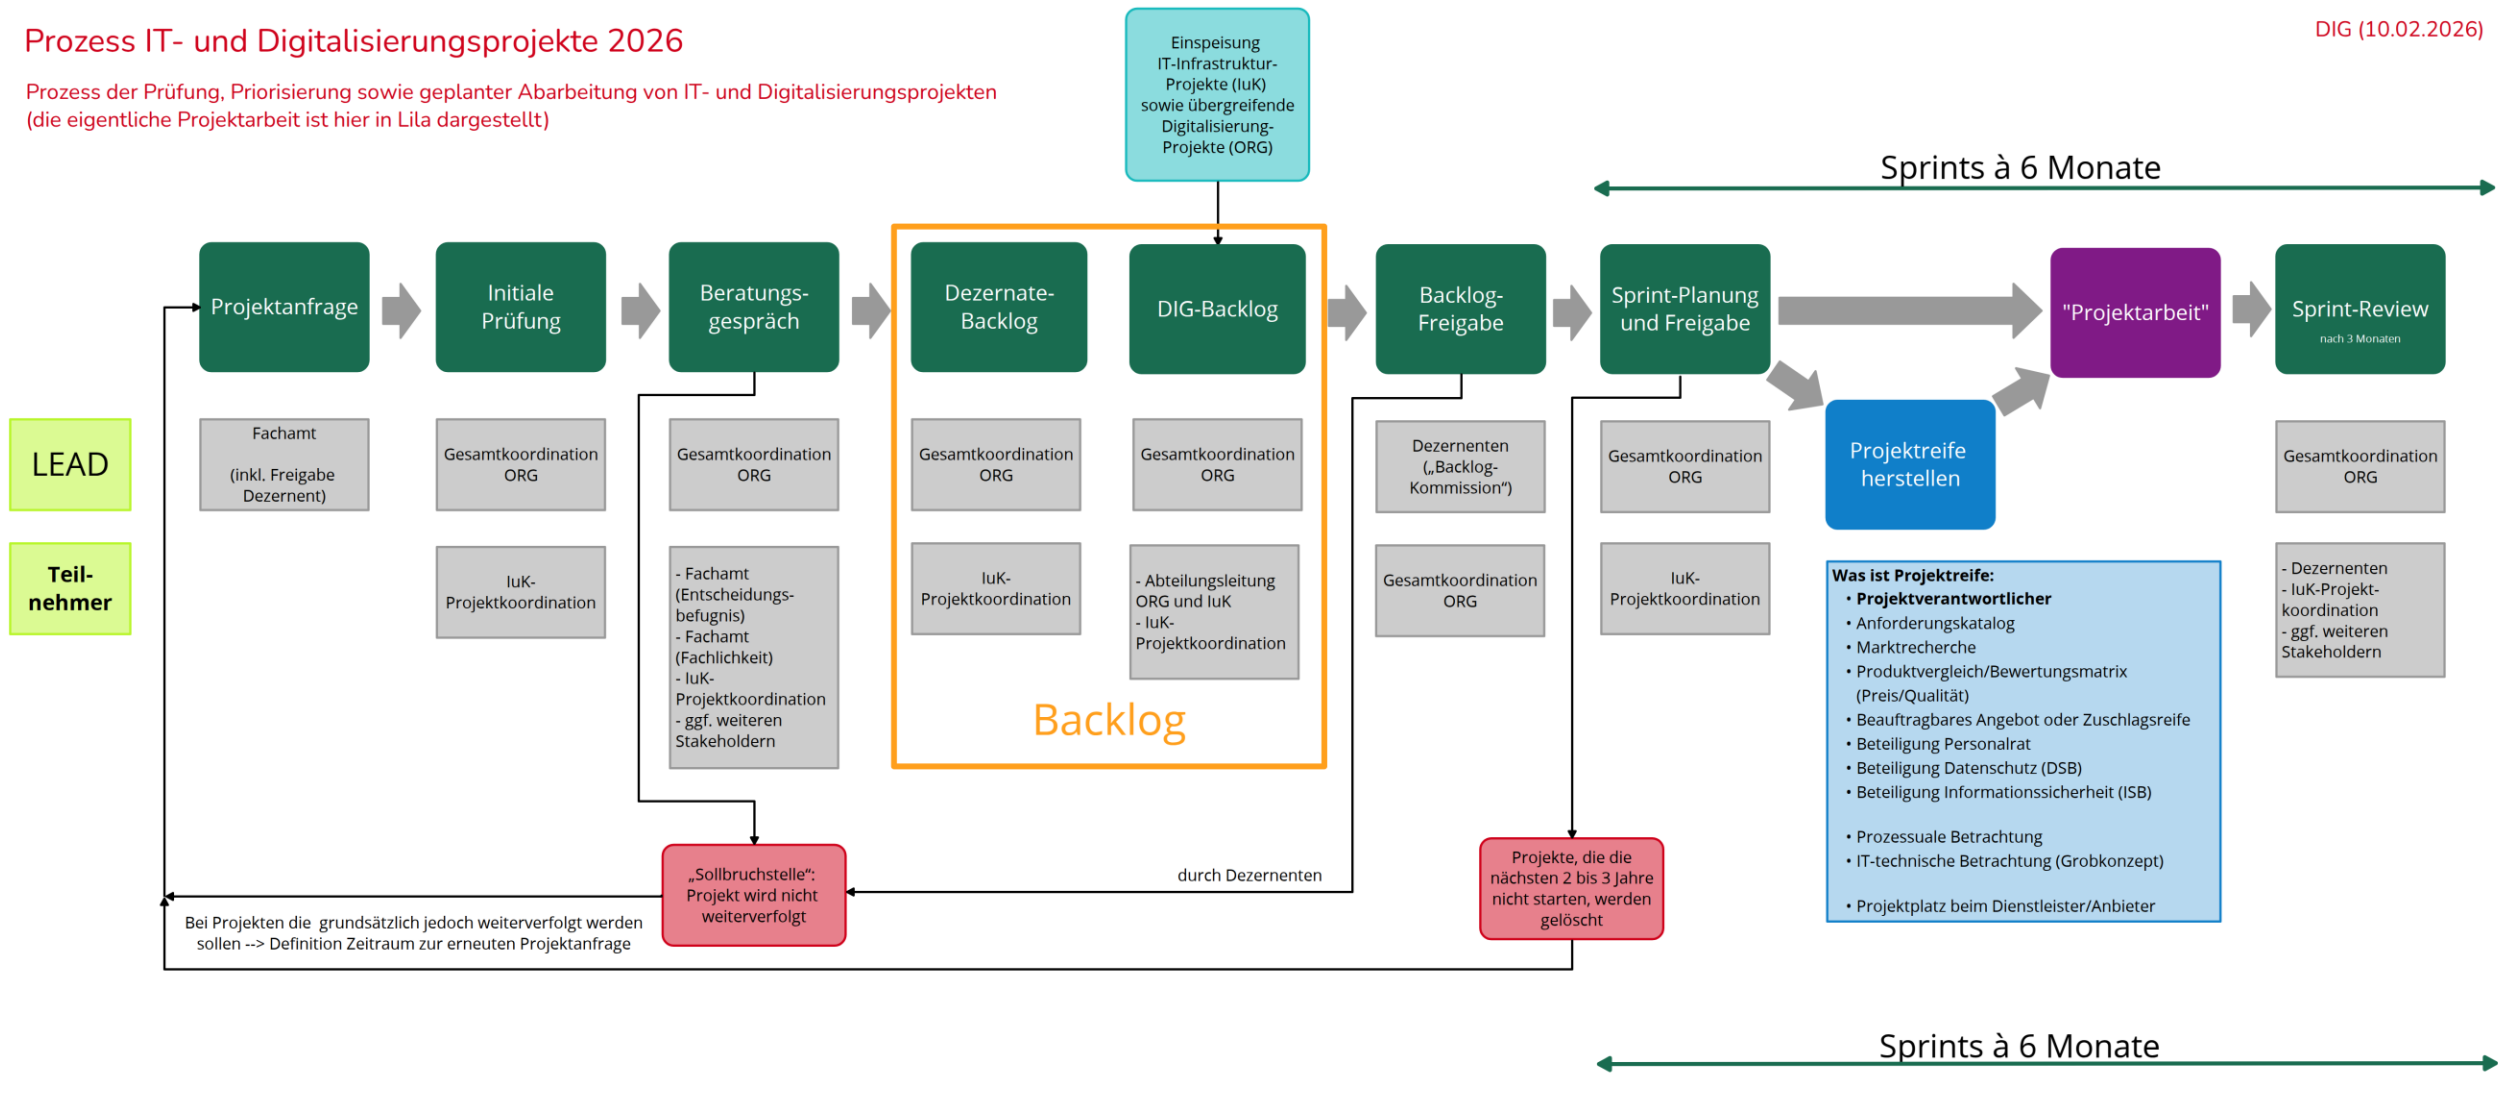 Prozess IT- und Digitalisierungsprojekte 2026
DIG (10.02.2026)
Prozess der Prüfung, Priorisierung sowie geplanter Abarbeitung von IT- und Digitalisierungsprojekten
(die eigentliche Projektarbeit ist hier in Lila dargestellt)
Einspeisung
IT-Infrastruktur-
Projekte (IuK)
sowie übergreifende
Digitalisierung-
Projekte (ORG)
Sprints à 6 Monate
Projektanfrage
Initiale
Prüfung
Beratungs-
gespräch
Dezernate-
Backlog
DIG-Backlog
Backlog-
Freigabe
Sprint-Planung
und Freigabe
"Projektarbeit"
Sprint-Review
nach 3 Monaten
Projektreife
herstellen
LEAD
Fachamt
(inkl. Freigabe
Dezernent)
Gesamtkoordination
ORG
Gesamtkoordination
ORG
Gesamtkoordination
ORG
Gesamtkoordination
ORG
Dezernenten
(„Backlog-
Kommission“)
Gesamtkoordination
ORG
Gesamtkoordination
ORG
Teil-
nehmer
IuK-
Projektkoordination
- Fachamt
(Entscheidungs-
befugnis)
- Fachamt
(Fachlichkeit)
- IuK-
Projektkoordination
- ggf. weiteren
Stakeholdern
IuK-
Projektkoordination
- Abteilungsleitung
ORG und IuK
- IuK-
Projektkoordination
Gesamtkoordination
ORG
IuK-
Projektkoordination
- Dezernenten
- IuK-Projekt-
koordination
- ggf. weiteren
Stakeholdern
Backlog
Was ist Projektreife:
• Projektverantwortlicher
• Anforderungskatalog
• Marktrecherche
• Produktvergleich/Bewertungsmatrix
(Preis/Qualität)
• Beauftragbares Angebot oder Zuschlagsreife
• Beteiligung Personalrat
• Beteiligung Datenschutz (DSB)
• Beteiligung Informationssicherheit (ISB)
• Prozessuale Betrachtung
• IT-technische Betrachtung (Grobkonzept)
• Projektplatz beim Dienstleister/Anbieter
„Sollbruchstelle“:
Projekt wird nicht
weiterverfolgt
durch Dezernenten
Projekte, die die
nächsten 2 bis 3 Jahre
nicht starten, werden
gelöscht
Bei Projekten die  grundsätzlich jedoch weiterverfolgt werden
sollen --> Definition Zeitraum zur erneuten Projektanfrage
Sprints à 6 Monate